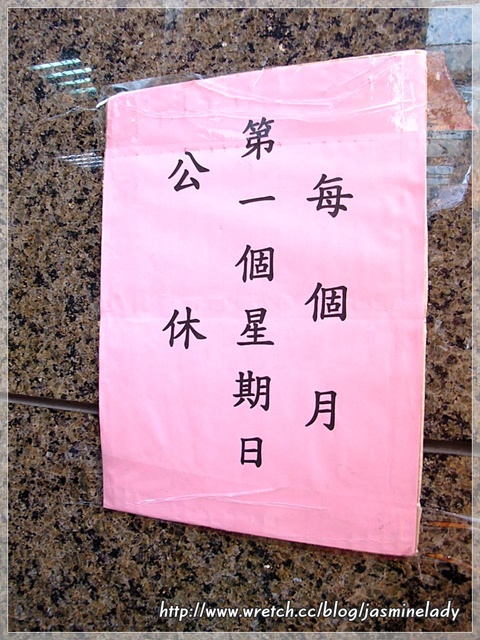 每個月
第一個星期日
公休
http://www.wretch.cc/blog/jasminelady